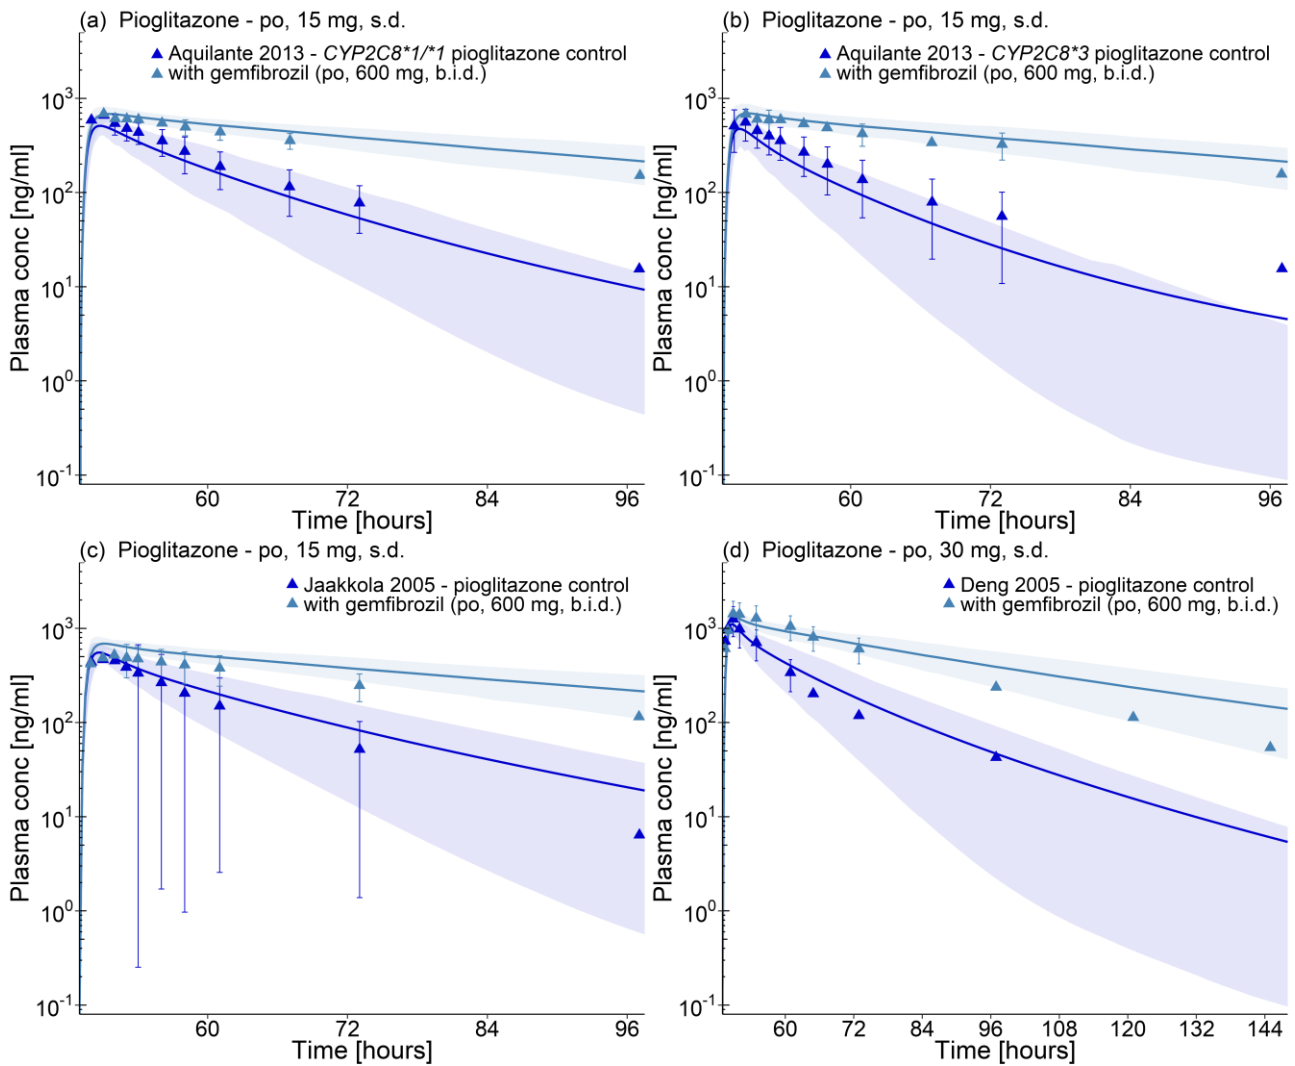 (a) Pioglitazone - po, 15 mg, s.d.
Aquilante 2013 - CYP2C8*1/*1 pioglitazone control
with gemfibrozil (po, 600 mg, b.i.d.)
Plasma conc [ng/ml]
10³
10²
10¹
10⁰
10⁻¹
60 72 84 96
Time [hours]
(b) Pioglitazone - po, 15 mg, s.d.
Aquilante 2013 - CYP2C8*3 pioglitazone control
with gemfibrozil (po, 600 mg, b.i.d.)
Plasma conc [ng/ml]
10³
10²
10¹
10⁰
10⁻¹
60 72 84 96
Time [hours]
(c) Pioglitazone - po, 15 mg, s.d.
Jaakkola 2005 - pioglitazone control
with gemfibrozil (po, 600 mg, b.i.d.)
Plasma conc [ng/ml]
10³
10²
10¹
10⁰
10⁻¹
60 72 84 96
Time [hours]
(d) Pioglitazone - po, 30 mg, s.d.
Deng 2005 - pioglitazone control
with gemfibrozil (po, 600 mg, b.i.d.)
Plasma conc [ng/ml]
10³
10²
10¹
10⁰
10⁻¹
60 72 84 96 108 120 132 144
Time [hours]